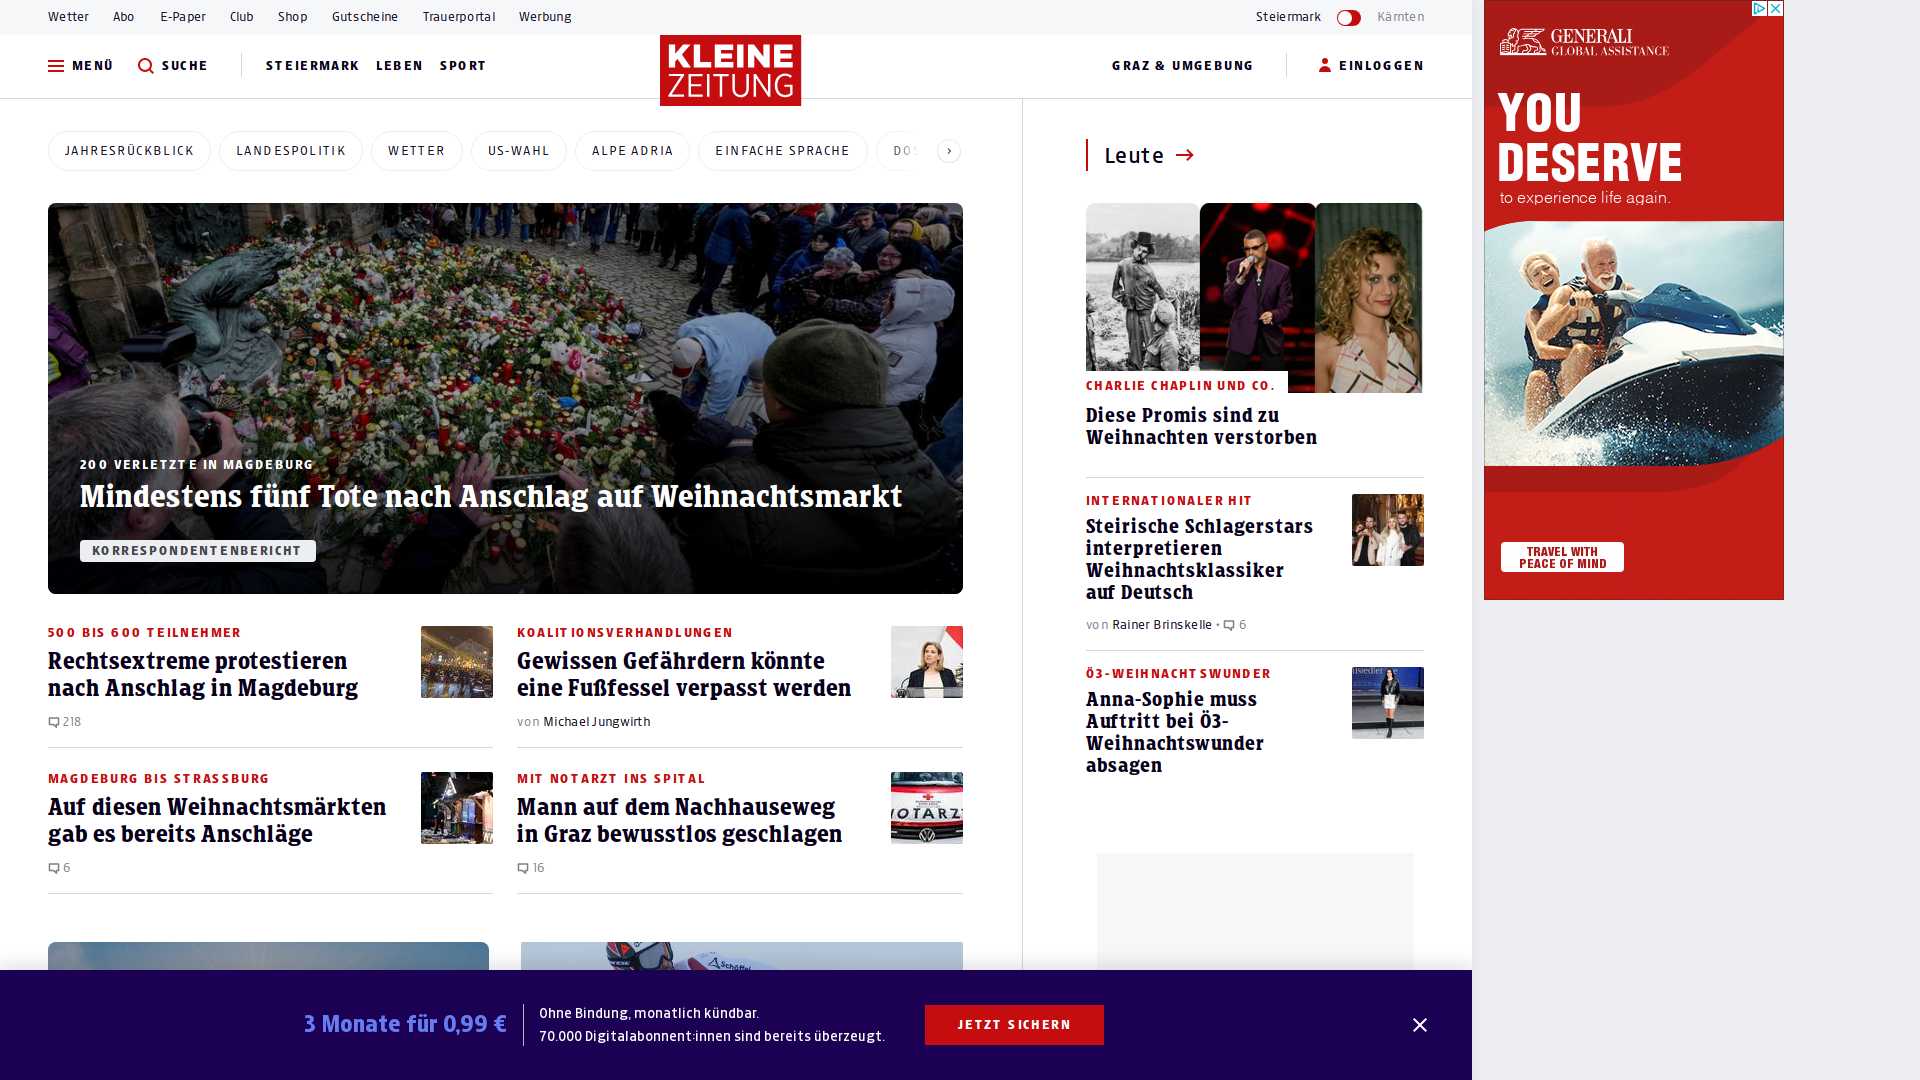 Wetter Abo E-Paper Club Shop Gutscheine Trauerportal Werbung
Steiermark Kärnten
MENÜ SUCHE STEIERMARK LEBEN SPORT
KLEINE
ZEITUNG
GRAZ & UMGEBUNG EINLOGGEN
JAHRESRÜCKBLICK LANDESPOLITIK WETTER US-WAHL ALPE ADRIA EINFACHE SPRACHE
200 VERLETZTE IN MAGDEBURG
Mindestens fünf Tote nach Anschlag auf Weihnachtsmarkt
KORRESPONDENTENBERICHT
500 BIS 600 TEILNEHMER
Rechtsextreme protestieren
nach Anschlag in Magdeburg
218
KOALITIONSVERHANDLUNGEN
Gewissen Gefährdern könnte
eine Fußfessel verpasst werden
von Michael Jungwirth
MAGDEBURG BIS STRASSBURG
Auf diesen Weihnachtsmärkten
gab es bereits Anschläge
6
MIT NOTARZT INS SPITAL
Mann auf dem Nachhauseweg
in Graz bewusstlos geschlagen
16
NOTARZ
Schöffel
Leute
CHARLIE CHAPLIN UND CO.
Diese Promis sind zu
Weihnachten verstorben
INTERNATIONALER HIT
Steirische Schlagerstars
interpretieren
Weihnachtsklassiker
auf Deutsch
von Rainer Brinskelle • 6
Ö3-WEIHNACHTSWUNDER
Anna-Sophie muss
Auftritt bei Ö3-
Weihnachtswunder
absagen
GENERALI
GLOBAL ASSISTANCE
YOU
DESERVE
to experience life again.
TRAVEL WITH
PEACE OF MIND
3 Monate für 0,99 €
Ohne Bindung, monatlich kündbar.
70.000 Digitalabonnent:innen sind bereits überzeugt.
JETZT SICHERN